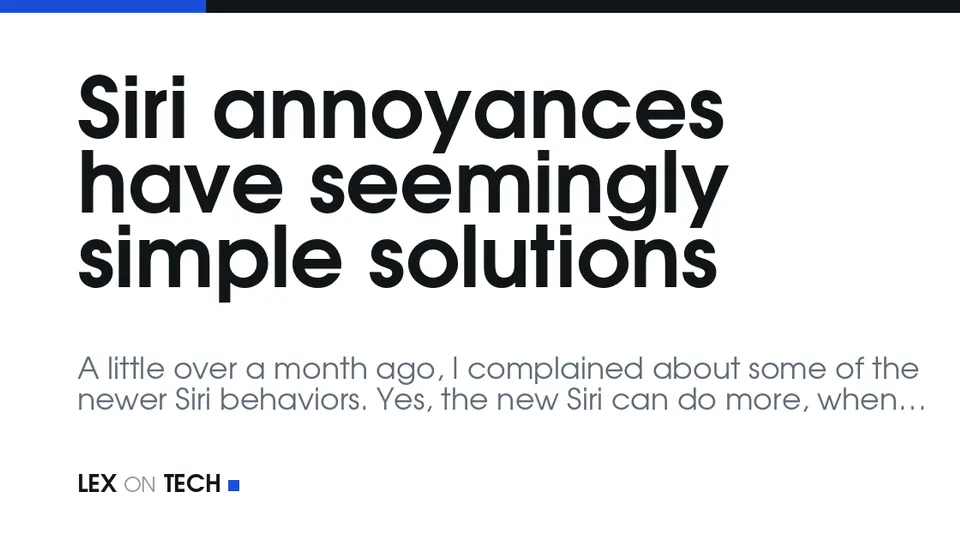 Siri annoyances
have seemingly
simple solutions
A little over a month ago, I complained about some of the
newer Siri behaviors. Yes, the new Siri can do more, when…
LEX ON TECH